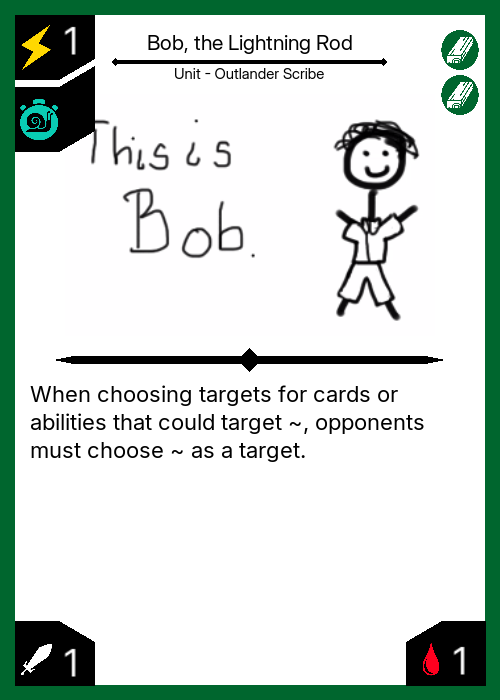 1
Bob, the Lightning Rod
Unit - Outlander Scribe
This is
Bob.
When choosing targets for cards or
abilities that could target ~, opponents
must choose ~ as a target.
1
1